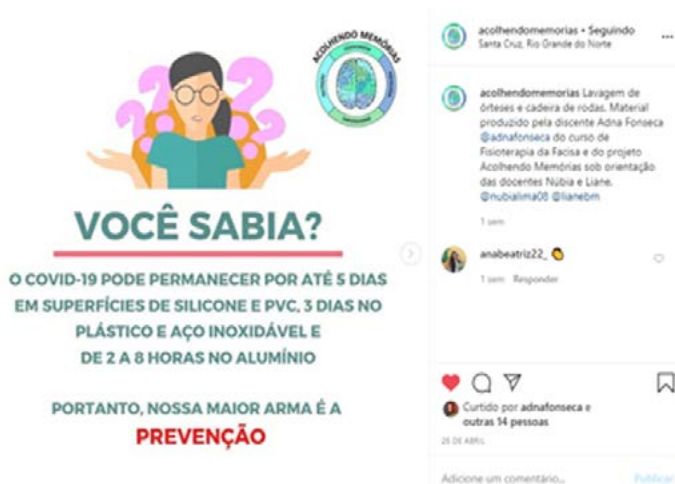 ACOLHENDO MEMÓRIAS
VOCÊ SABIA?
O COVID-19 PODE PERMANECER POR ATÉ 5 DIAS
EM SUPERFÍCIES DE SILICONE E PVC, 3 DIAS NO
PLÁSTICO E AÇO INOXIDÁVEL E
DE 2 A 8 HORAS NO ALUMÍNIO
PORTANTO, NOSSA MAIOR ARMA É A
PREVENÇÃO
acolhendomemorias • Seguindo
Santa Cruz, Rio Grande do Norte
acolhendomemorias Lavagem de
órteses e cadeira de rodas. Material
produzido pela discente Adna Fonseca
@adnafonseca do curso de
Fisioterapia da Facisa e do projeto
Acolhendo Memórias sob orientação
das docentes Núbia e Liane.
@nubialima08 @lianebm
1 sem
anabeatriz22_ 👏
1 sem Responder
Curtido por adnafonseca e
outras 14 pessoas
26 DE ABRIL
Adicione um comentário... Publicar